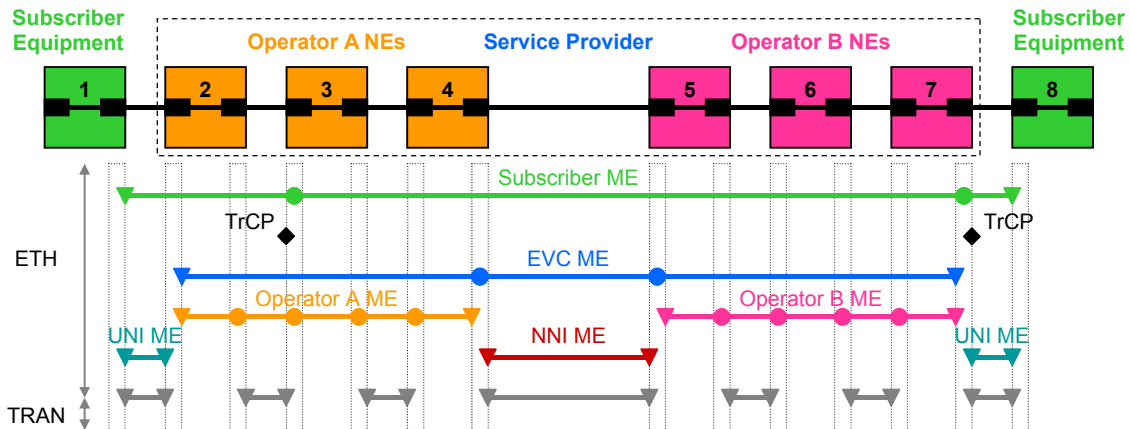 Subscriber
Equipment
Operator A NEs
Service Provider
Operator B NEs
Subscriber
Equipment
1
2
3
4
5
6
7
8
Subscriber ME
TrCP
TrCP
ETH
EVC ME
Operator A ME
Operator B ME
UNI ME
NNI ME
UNI ME
TRAN